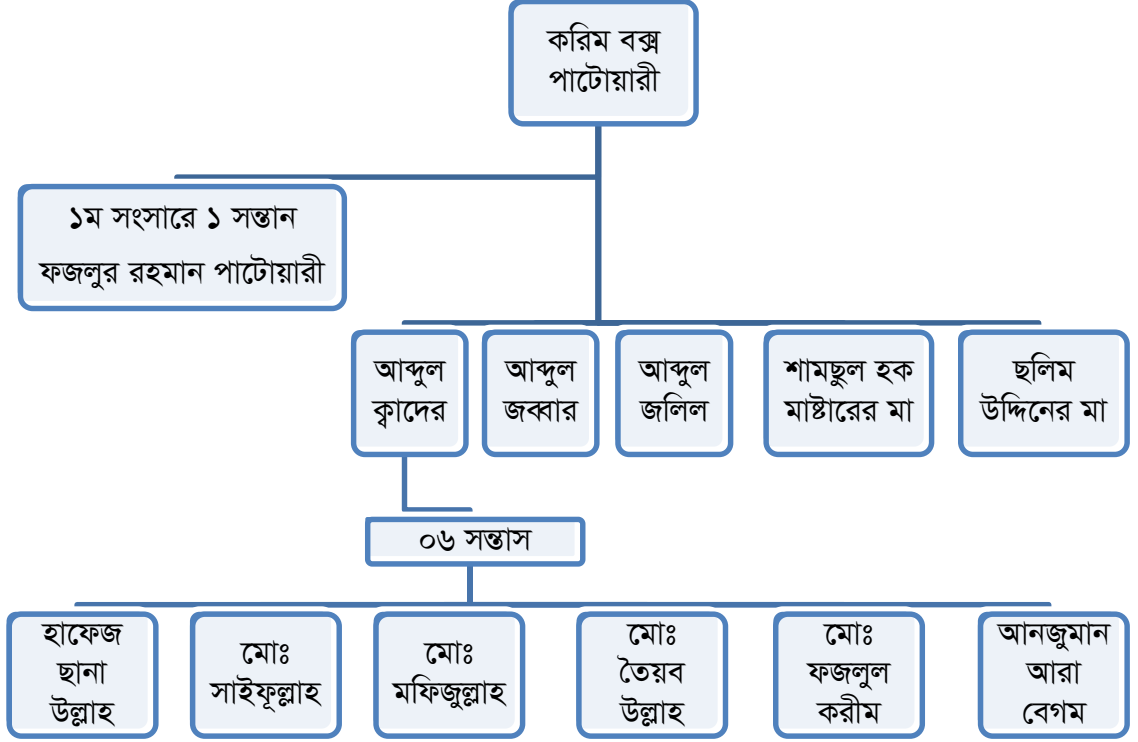 করিম বক্স
পাটোয়ারী
১ম সংসারে ১ সন্তান
ফজলুর রহমান পাটোয়ারী
আব্দুল
ক্বাদের
আব্দুল
জব্বার
আব্দুল
জলিল
শামছুল হক
মাষ্টারের মা
ছলিম
উদ্দিনের মা
০৬ সন্তাস
হাফেজ
ছানা
উল্লাহ
মোঃ
সাইফূল্লাহ
মোঃ
মফিজুল্লাহ
মোঃ
তৈয়ব
উল্লাহ
মোঃ
ফজলুল
করীম
আনজুমান
আরা
বেগম